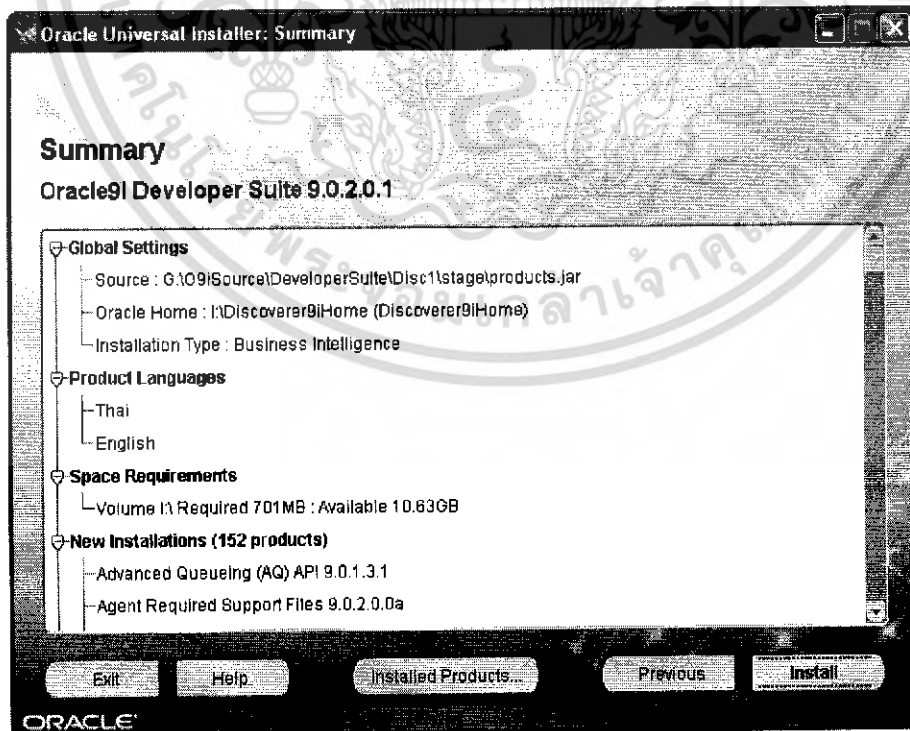 Oracle Universal Installer: Summary
Summary
Oracle9i Developer Suite 9.0.2.0.1
Global Settings
Source : G:\O9iSource\DeveloperSuite\Disc1\stage\products.jar
Oracle Home : I:\Discoverer9iHome (Discoverer9iHome)
Installation Type : Business Intelligence
Product Languages
Thai
English
Space Requirements
Volume I:\ Required 701MB : Available 10.63GB
New Installations (152 products)
Advanced Queueing (AQ) API 9.0.1.3.1
Agent Required Support Files 9.0.2.0.0a
Exit
Help
Installed Products...
Previous
Install
ORACLE